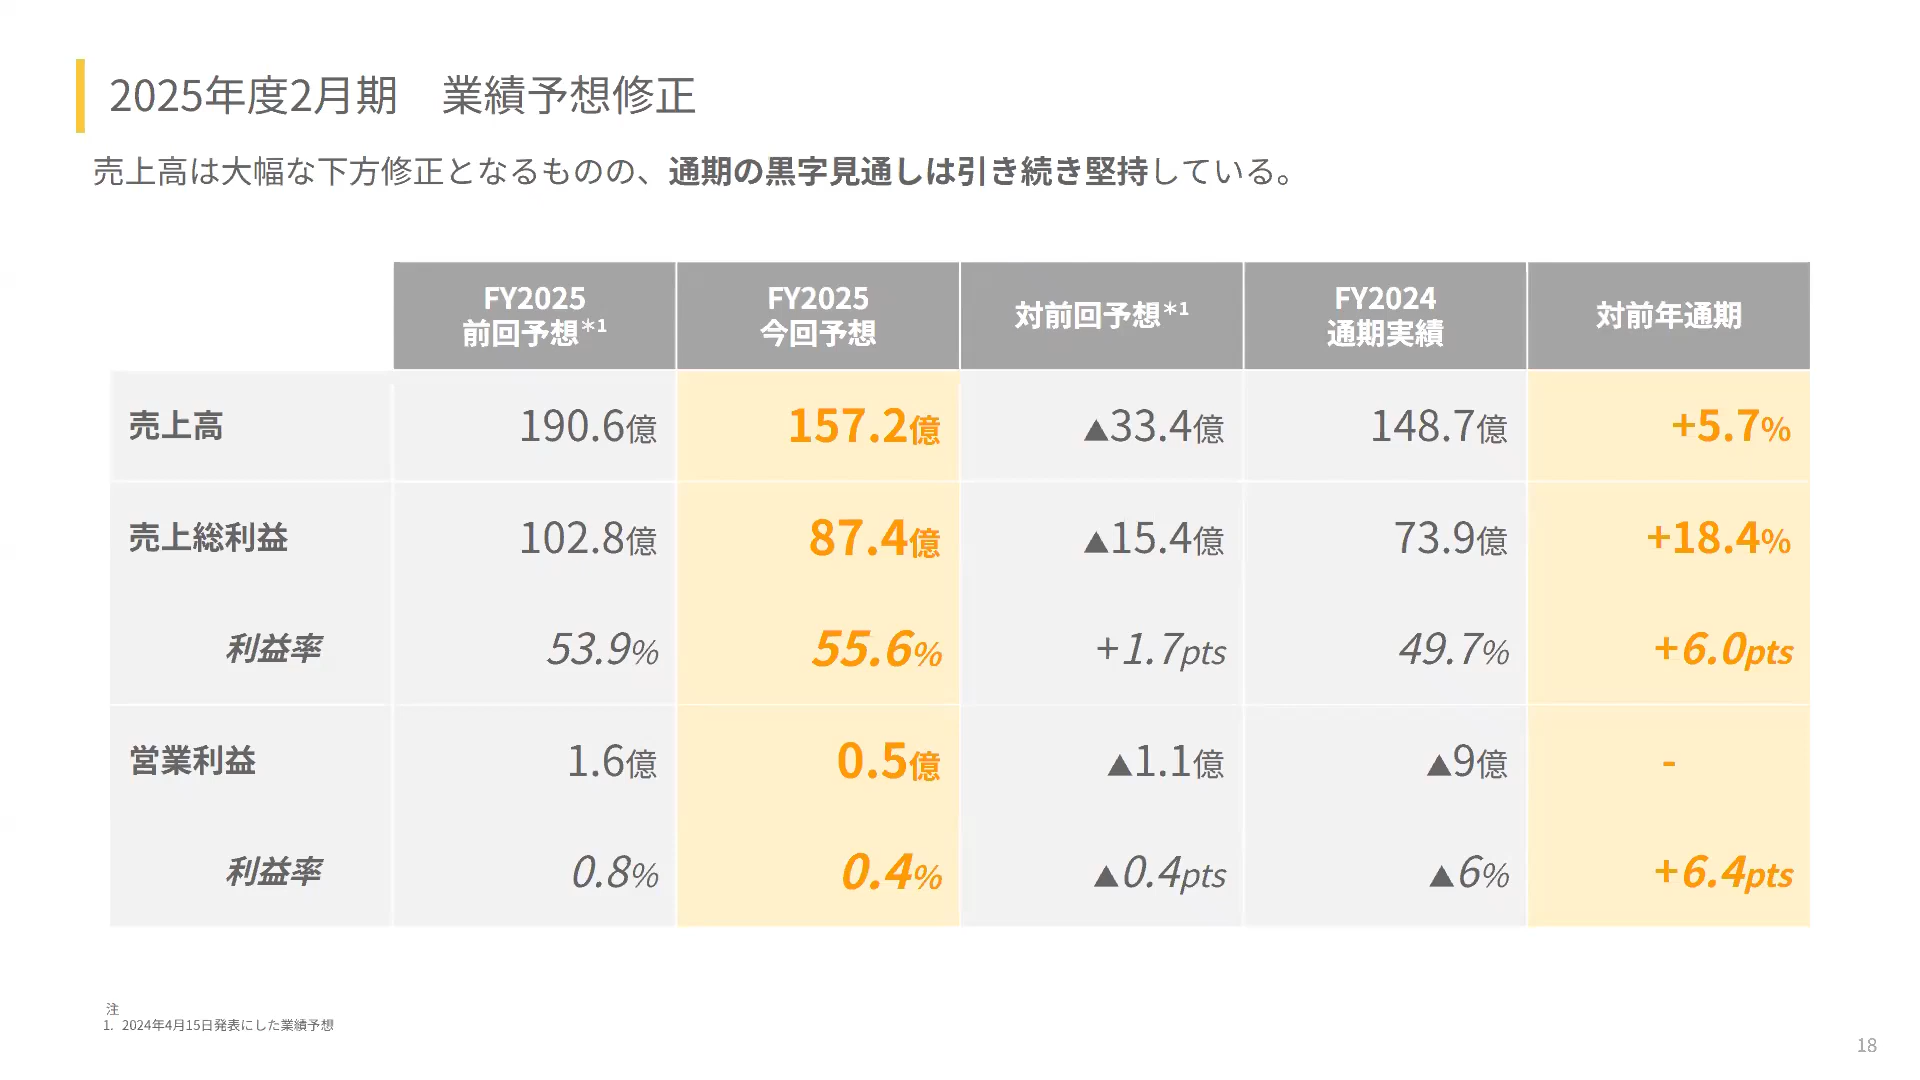 2025年度2月期　業績予想修正
売上高は大幅な下方修正となるものの、通期の黒字見通しは引き続き堅持している。
FY2025 前回予想*1 FY2025 今回予想 対前回予想*1 FY2024 通期実績 対前年通期
売上高 190.6億 157.2億 ▲33.4億 148.7億 +5.7%
売上総利益 102.8億 87.4億 ▲15.4億 73.9億 +18.4%
利益率 53.9% 55.6% +1.7pts 49.7% +6.0pts
営業利益 1.6億 0.5億 ▲1.1億 ▲9億 -
利益率 0.8% 0.4% ▲0.4pts ▲6% +6.4pts
注
1. 2024年4月15日発表にした業績予想
18